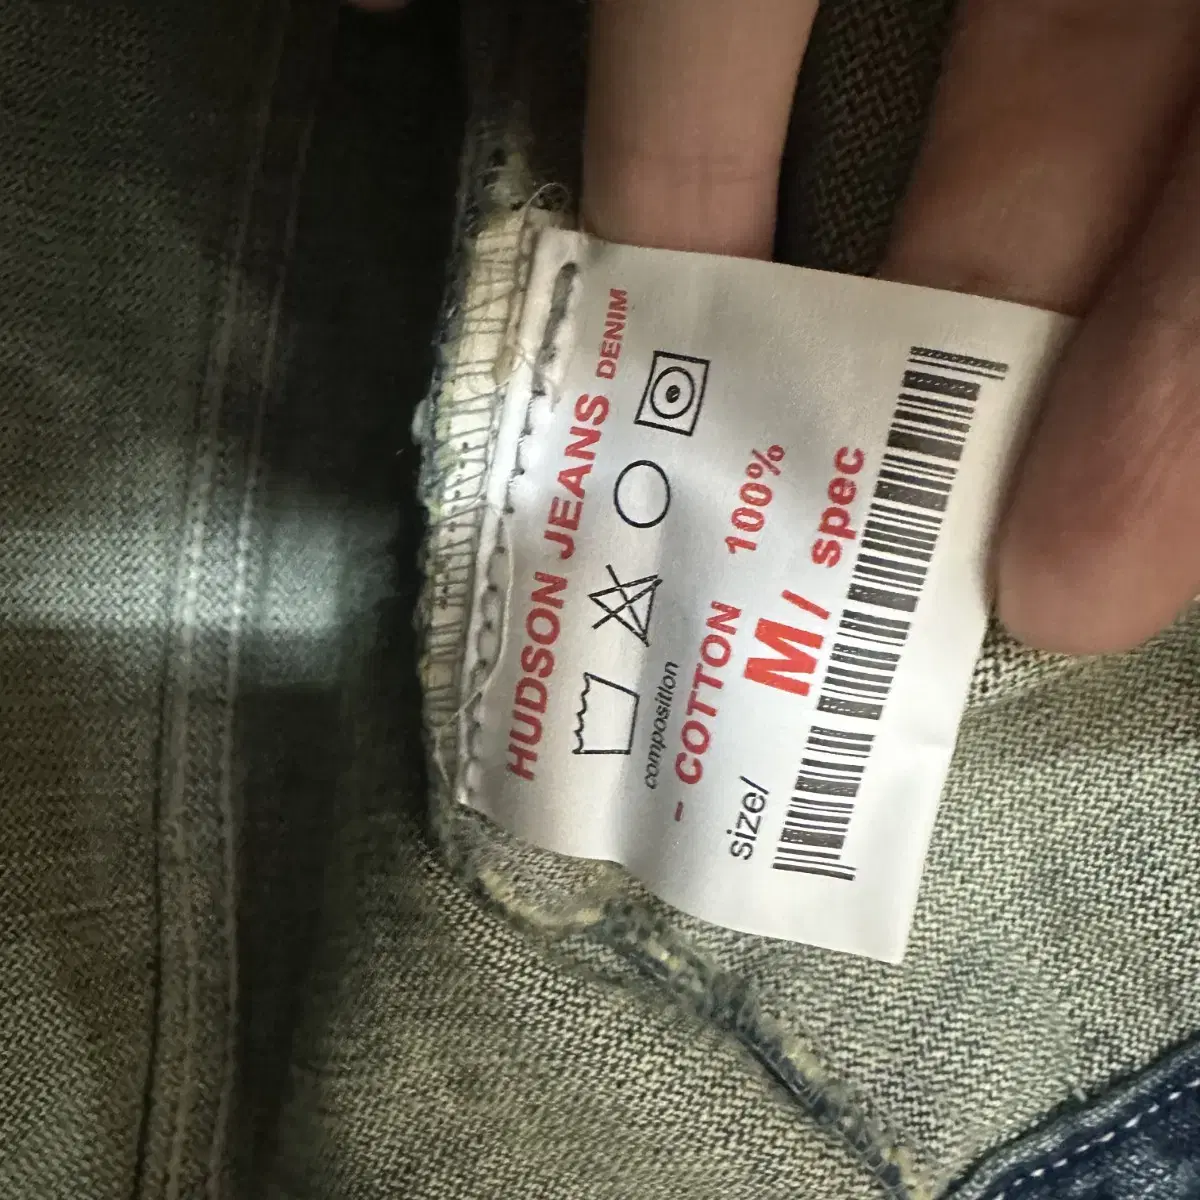 HUDSON JEANS DENIM
composition
- COTTON 100%
size/ M/ spec